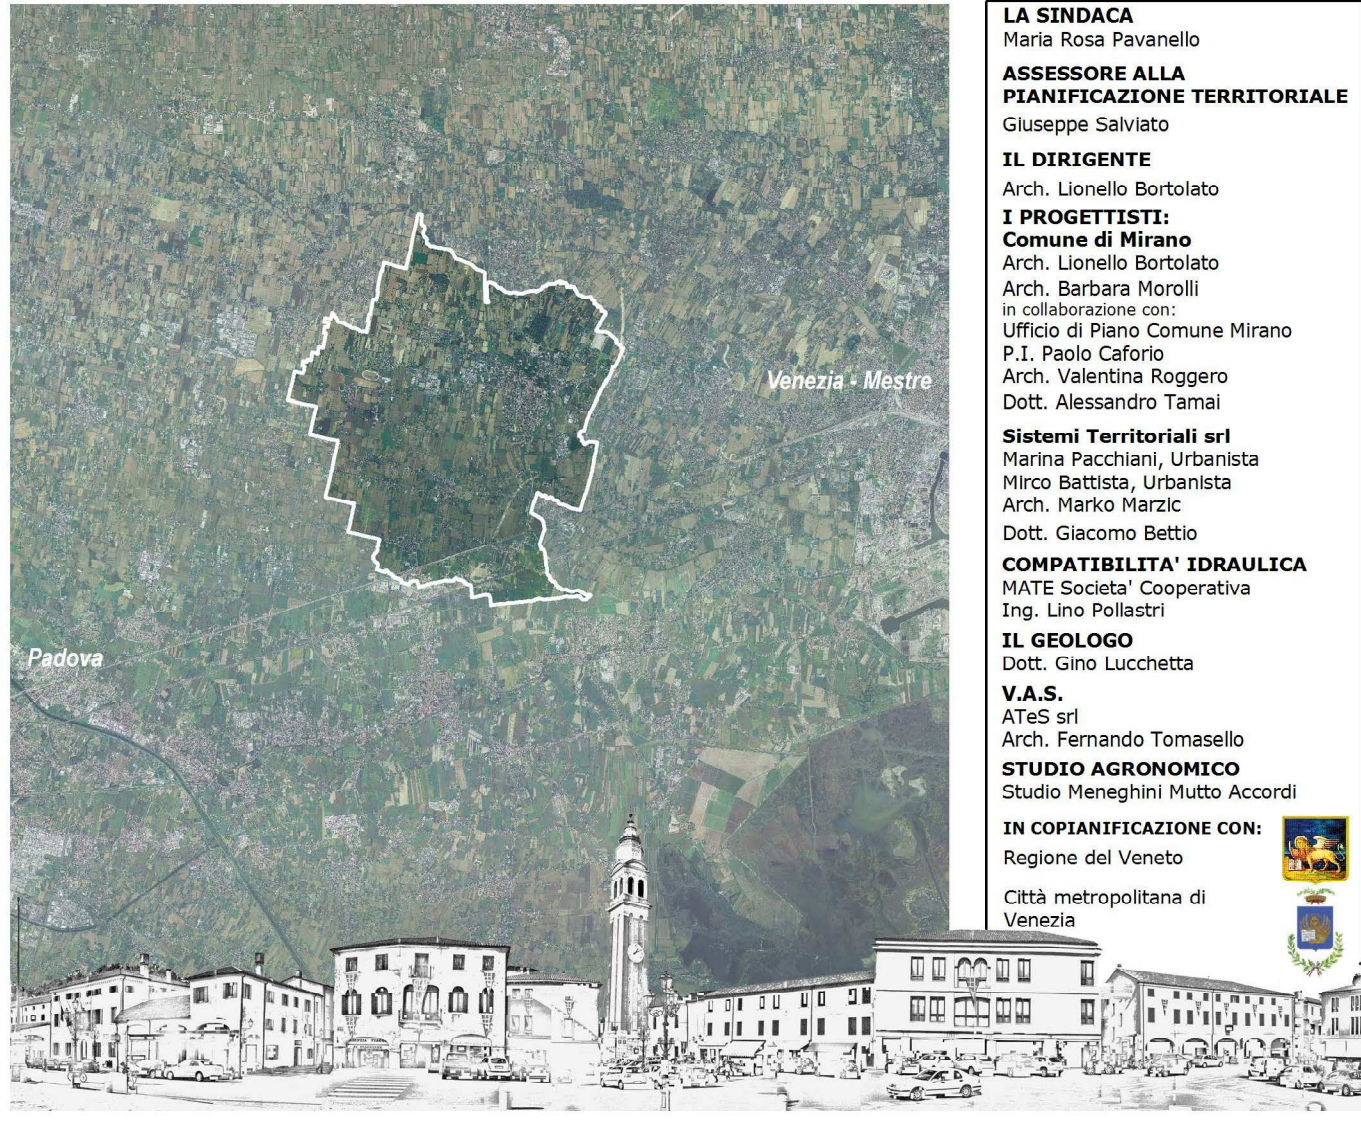 LA SINDACA
Maria Rosa Pavanello
ASSESSORE ALLA
PIANIFICAZIONE TERRITORIALE
Giuseppe Salviato
IL DIRIGENTE
Arch. Lionello Bortolato
I PROGETTISTI:
Comune di Mirano
Arch. Lionello Bortolato
Arch. Barbara Morolli
in collaborazione con:
Ufficio di Piano Comune Mirano
P.I. Paolo Caforio
Arch. Valentina Roggero
Dott. Alessandro Tamai
Sistemi Territoriali srl
Marina Pacchiani, Urbanista
Mirco Battista, Urbanista
Arch. Marko Marzic
Dott. Giacomo Bettio
COMPATIBILITA' IDRAULICA
MATE Societa' Cooperativa
Ing. Lino Pollastri
IL GEOLOGO
Dott. Gino Lucchetta
V.A.S.
ATeS srl
Arch. Fernando Tomasello
STUDIO AGRONOMICO
Studio Meneghini Mutto Accordi
IN COPIANIFICAZIONE CON:
Regione del Veneto
Città metropolitana di
Venezia
Venezia - Mestre
Padova